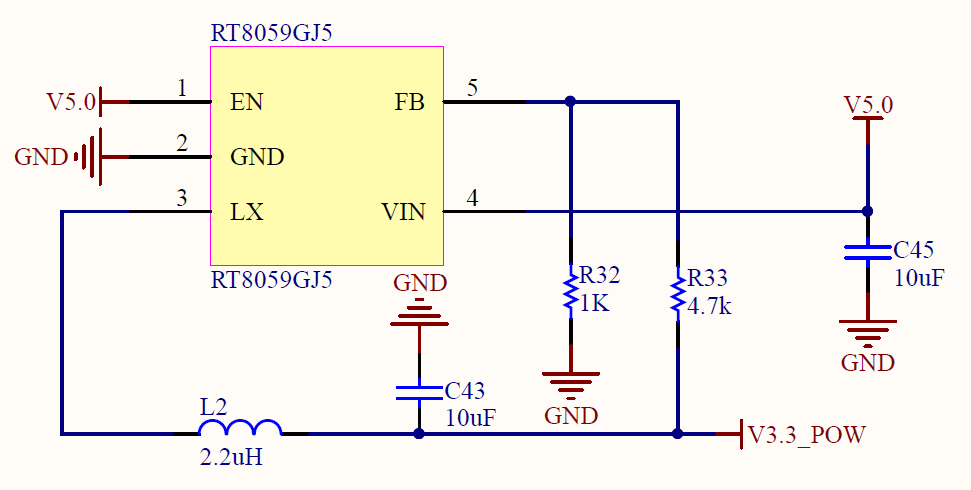 RT8059GJ5
V5.0
1
EN
FB
5
V5.0
GND
2
GND
3
LX
VIN
4
RT8059GJ5
GND
R32
1K
R33
4.7k
C45
10uF
GND
C43
10uF
GND
L2
2.2uH
V3.3_POW